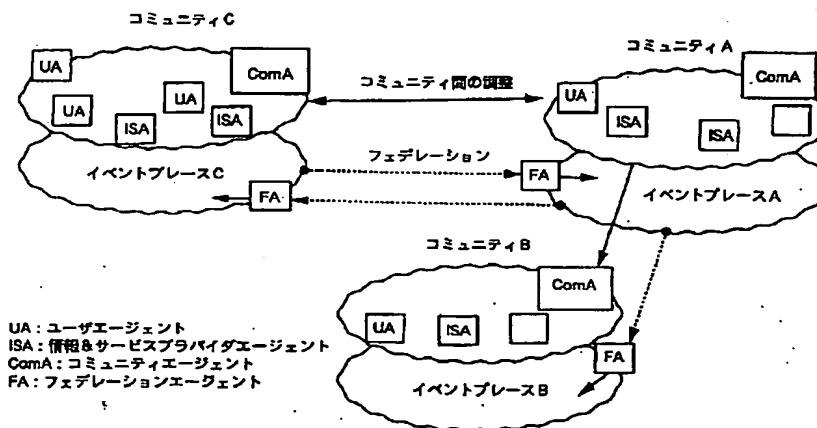 コミュニティC
コミュニティA
UA
ComA
ComA
コミュニティ間の調整
UA
UA
UA
ISA
ISA
ISA
ISA
イベントプレースC
フェデレーション
FA
イベントプレースA
FA
コミュニティB
ComA
UA
ISA
FA
イベントプレースB
UA：ユーザエージェント
ISA：情報&サービスプラバイダエージェント
ComA：コミュニティエージェント
FA：フェデレーションエージェント